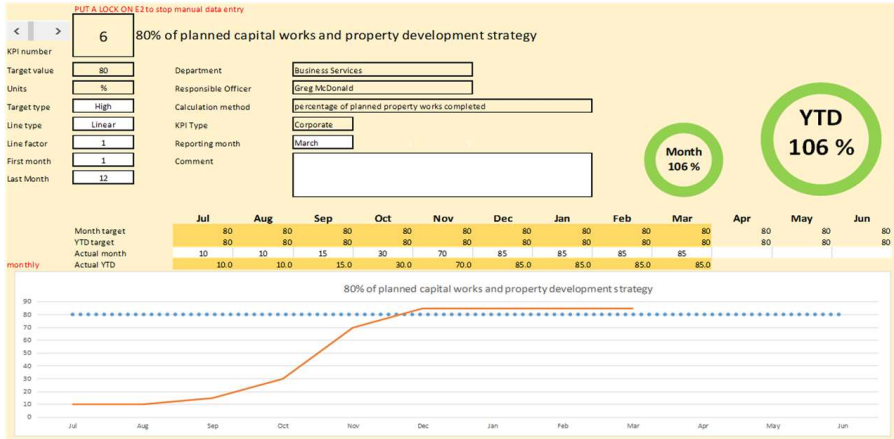 PUT A LOCK ON E2 to stop manual data entry
< >
KPI number 6 80% of planned capital works and property development strategy
Target value 80 Department Business Services
Units % Responsible Officer Greg McDonald
Target type High Calculation method percentage of planned property works completed
Line type Linear KPI Type Corporate
Line factor 1 Reporting month March
First month 1 Comment
Last Month 12
Month
106 %
YTD
106 %
Jul Aug Sep Oct Nov Dec Jan Feb Mar Apr May Jun
Month target 80 80 80 80 80 80 80 80 80 80 80 80
YTD target 80 80 80 80 80 80 80 80 80 80 80 80
Actual month 10 10 15 30 70 85 85 85 85
monthly Actual YTD 10.0 10.0 15.0 30.0 70.0 85.0 85.0 85.0 85.0
80% of planned capital works and property development strategy
90
80
70
60
50
40
30
20
10
0
Jul Aug Sep Oct Nov Dec Jan Feb Mar Apr May Jun